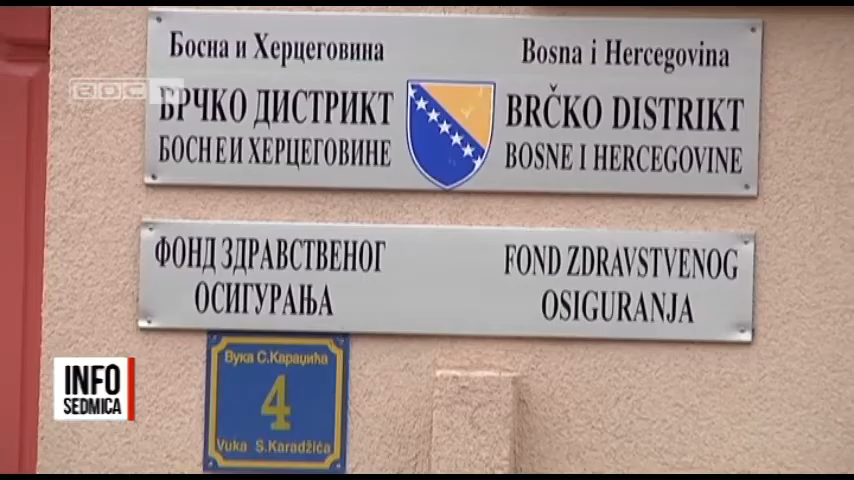 Босна и Херцеговина
БРЧКО ДИСТРИКТ
БОСНЕ И ХЕРЦЕГОВИНЕ
Bosna i Hercegovina
BRČKO DISTRIKT
BOSNE I HERCEGOVINE
ФОНД ЗДРАВСТВЕНОГ
ОСИГУРАЊА
FOND ZDRAVSTVENOG
OSIGURANJA
Вука С.Караџића
4
Vuka S.Karadžića
INFO
SEDMICA